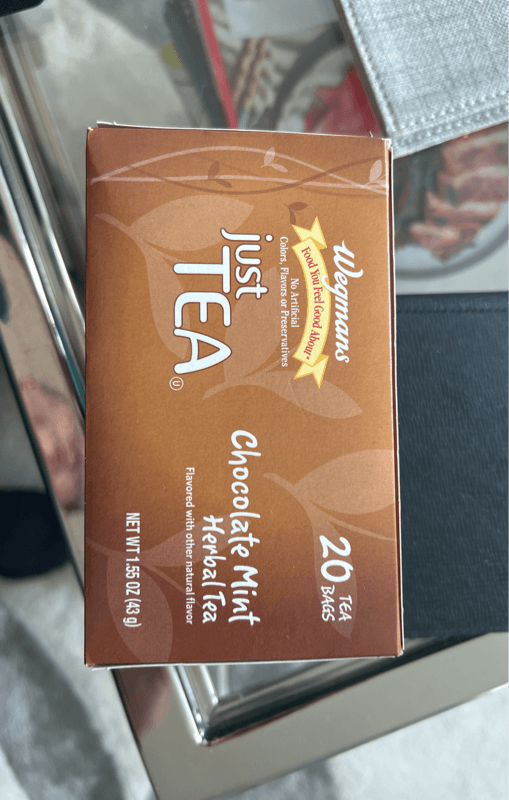 Wegmans
Food You Feel Good About
No Artificial
Colors, Flavors or Preservatives
just
TEA
U
20 TEA
BAGS
Chocolate Mint
Herbal Tea
Flavored with other natural flavor
NET WT 1.55 OZ (43 g)